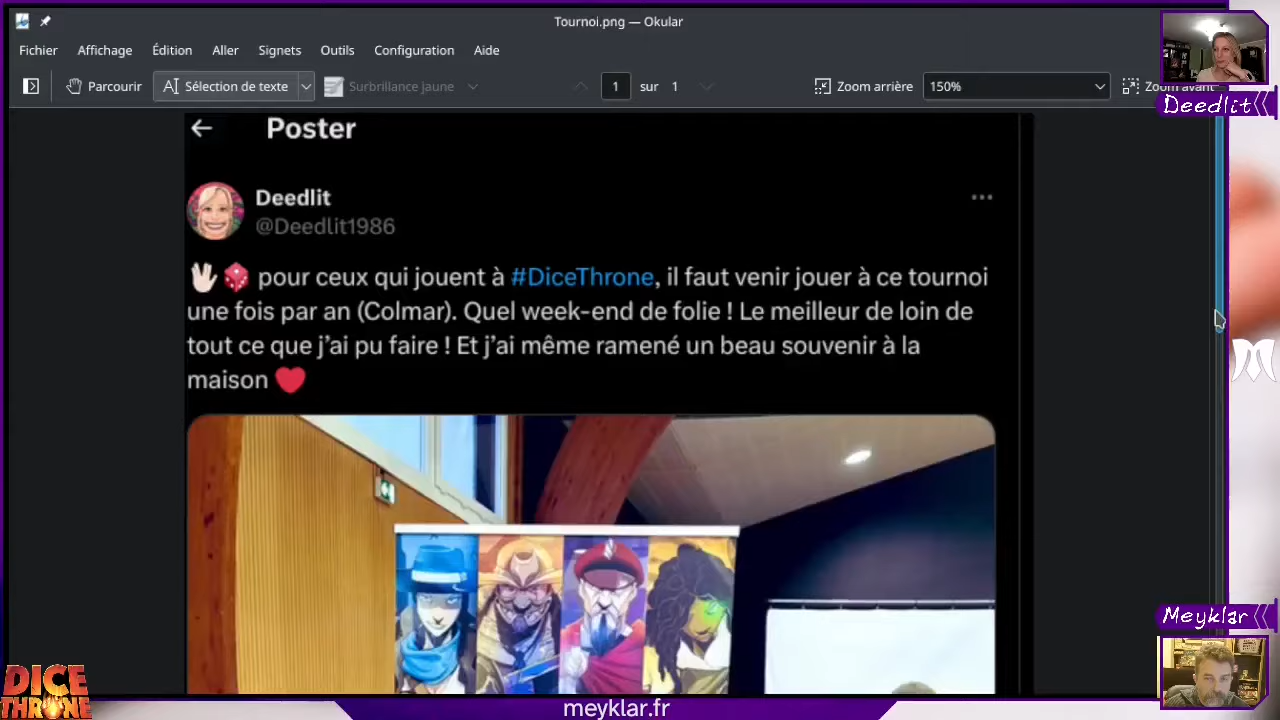 Tournoi.png — Okular
Fichier Affichage Édition Aller Signets Outils Configuration Aide
Parcourir Sélection de texte Surbrillance Jaune 1 sur 1 Zoom arrière 150% Zoom avant
Deedlit
Poster
Deedlit
@Deedlit1986
pour ceux qui jouent à #DiceThrone, il faut venir jouer à ce tournoi
une fois par an (Colmar). Quel week-end de folie ! Le meilleur de loin de
tout ce que j’ai pu faire ! Et j’ai même ramené un beau souvenir à la
maison
Meyklar
DICE
THRONE
meyklar.fr